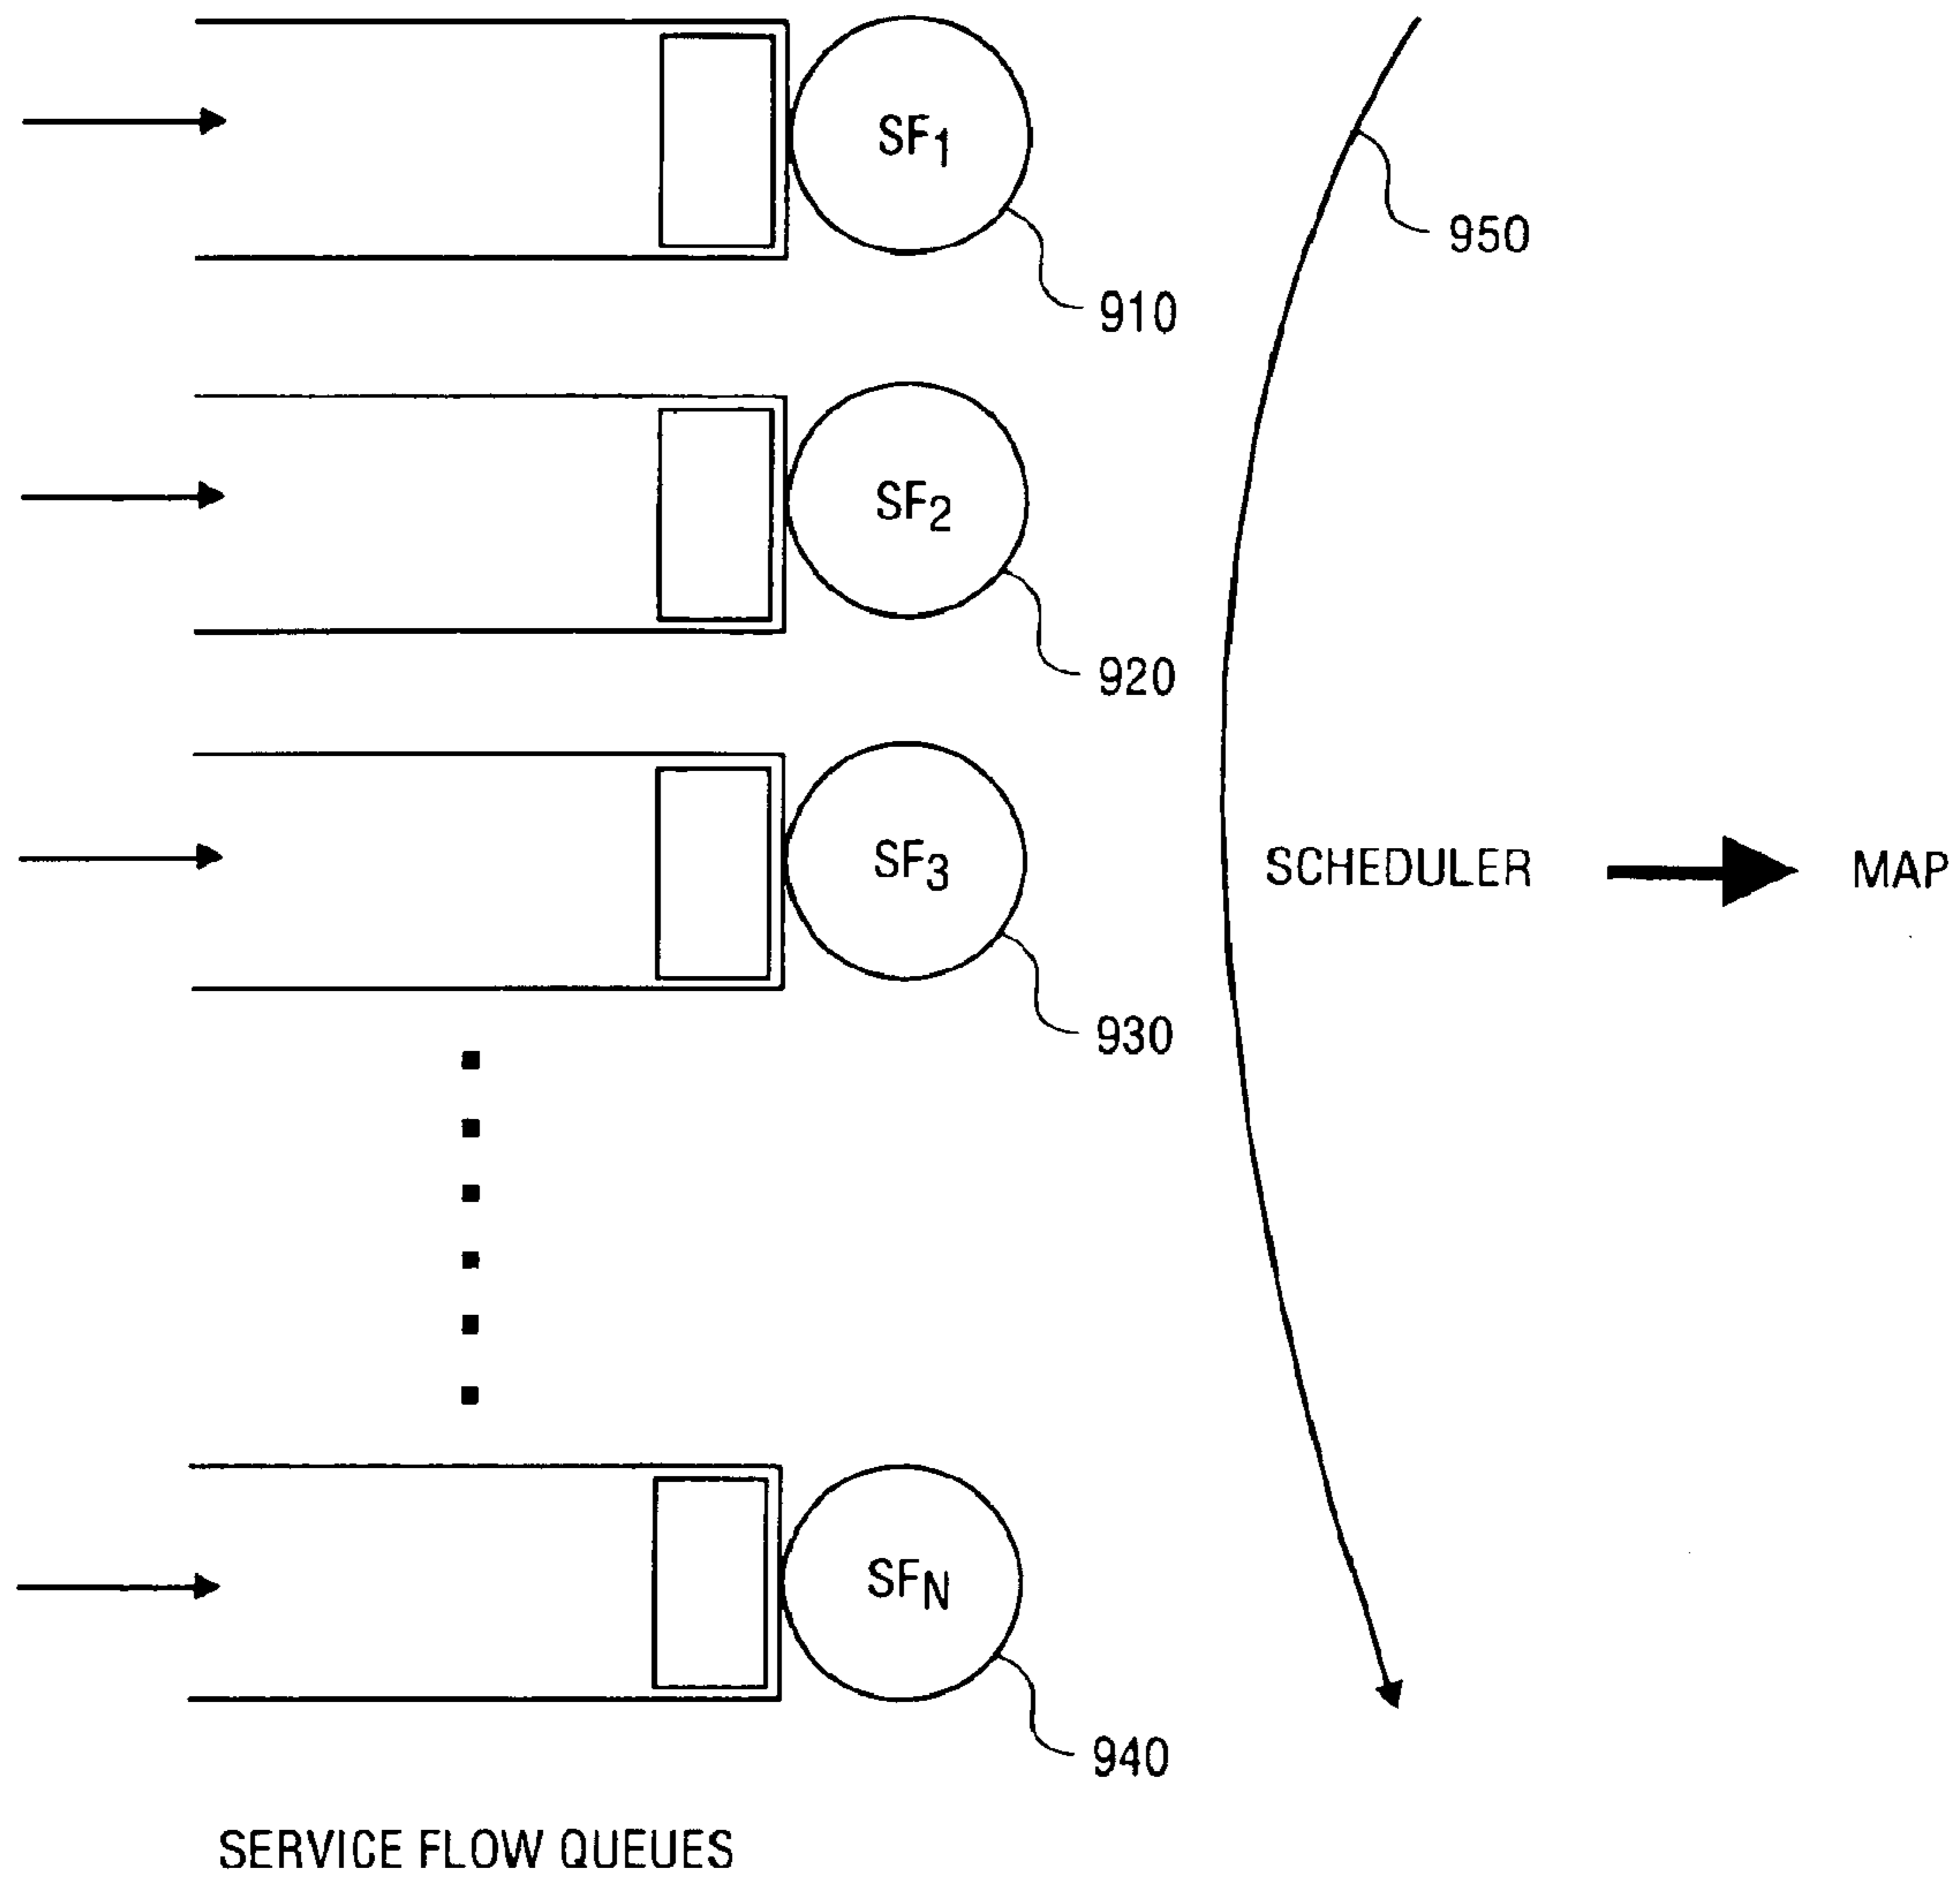 SF1
950
910
SF2
920
SF3
SCHEDULER
MAP
930
SFN
940
SERVICE FLOW QUEUES